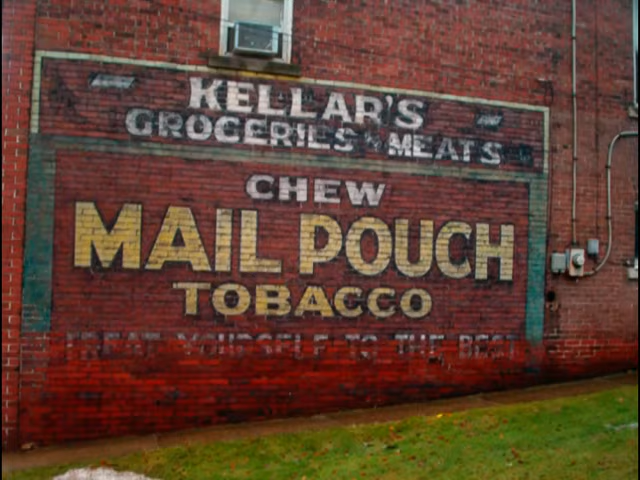 KELLAR'S
GROCERIES MEATS
CHEW
MAIL POUCH
TOBACCO
TREAT YOURSELF TO THE BEST